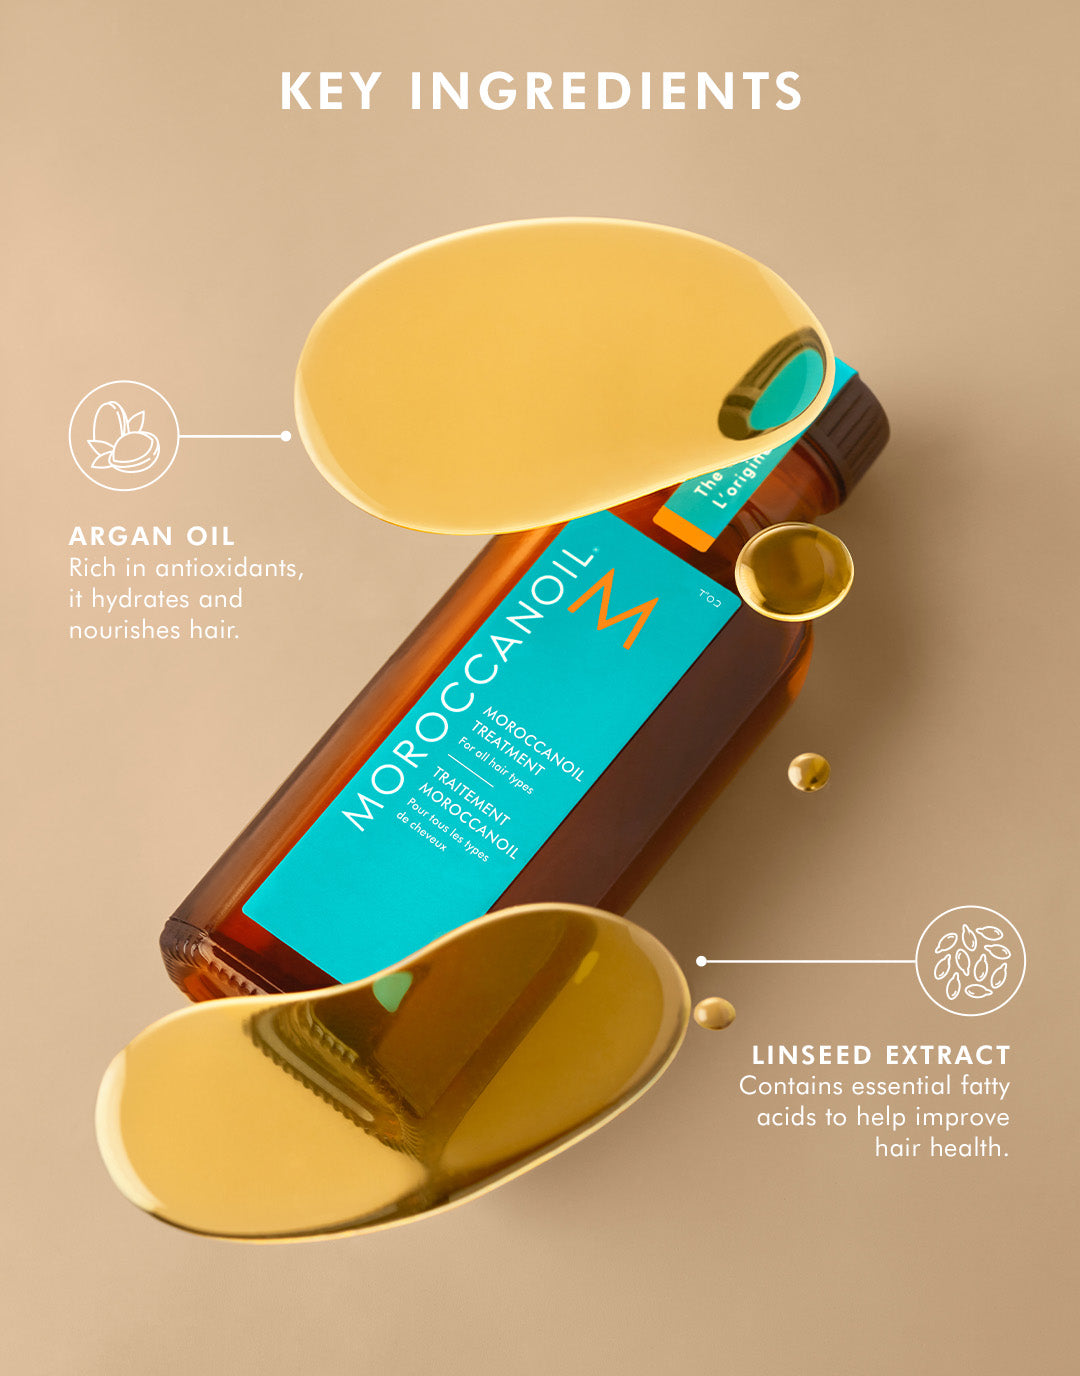 KEY INGREDIENTS
ARGAN OIL
Rich in antioxidants,
it hydrates and
nourishes hair.
The
L'origin
MOROCCANOIL
M
MOROCCANOIL
TREATMENT
For all hair types
TRAITEMENT
MOROCCANOIL
Pour tous les types
de cheveux
LINSEED EXTRACT
Contains essential fatty
acids to help improve
hair health.